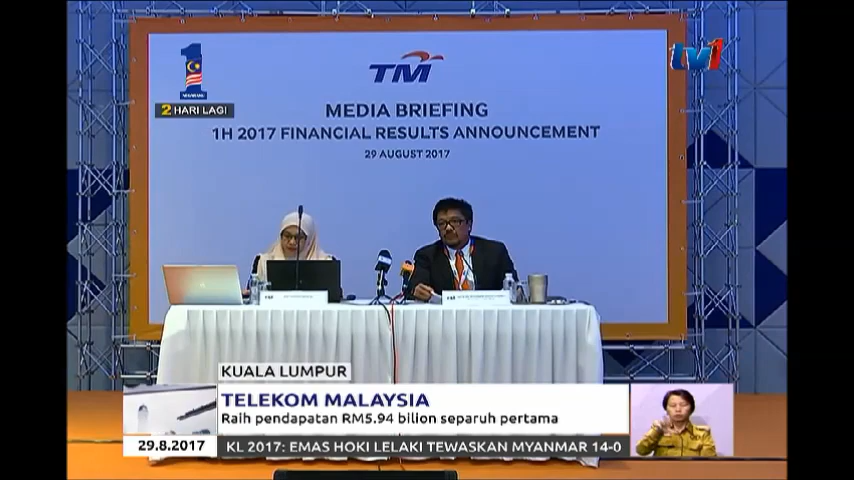 1
2 HARI LAGI
tv1
TM
MEDIA BRIEFING
1H 2017 FINANCIAL RESULTS ANNOUNCEMENT
29 AUGUST 2017
KUALA LUMPUR
TELEKOM MALAYSIA
Raih pendapatan RM5.94 bilion separuh pertama
29.8.2017
KL 2017: EMAS HOKI LELAKI TEWASKAN MYANMAR 14-0